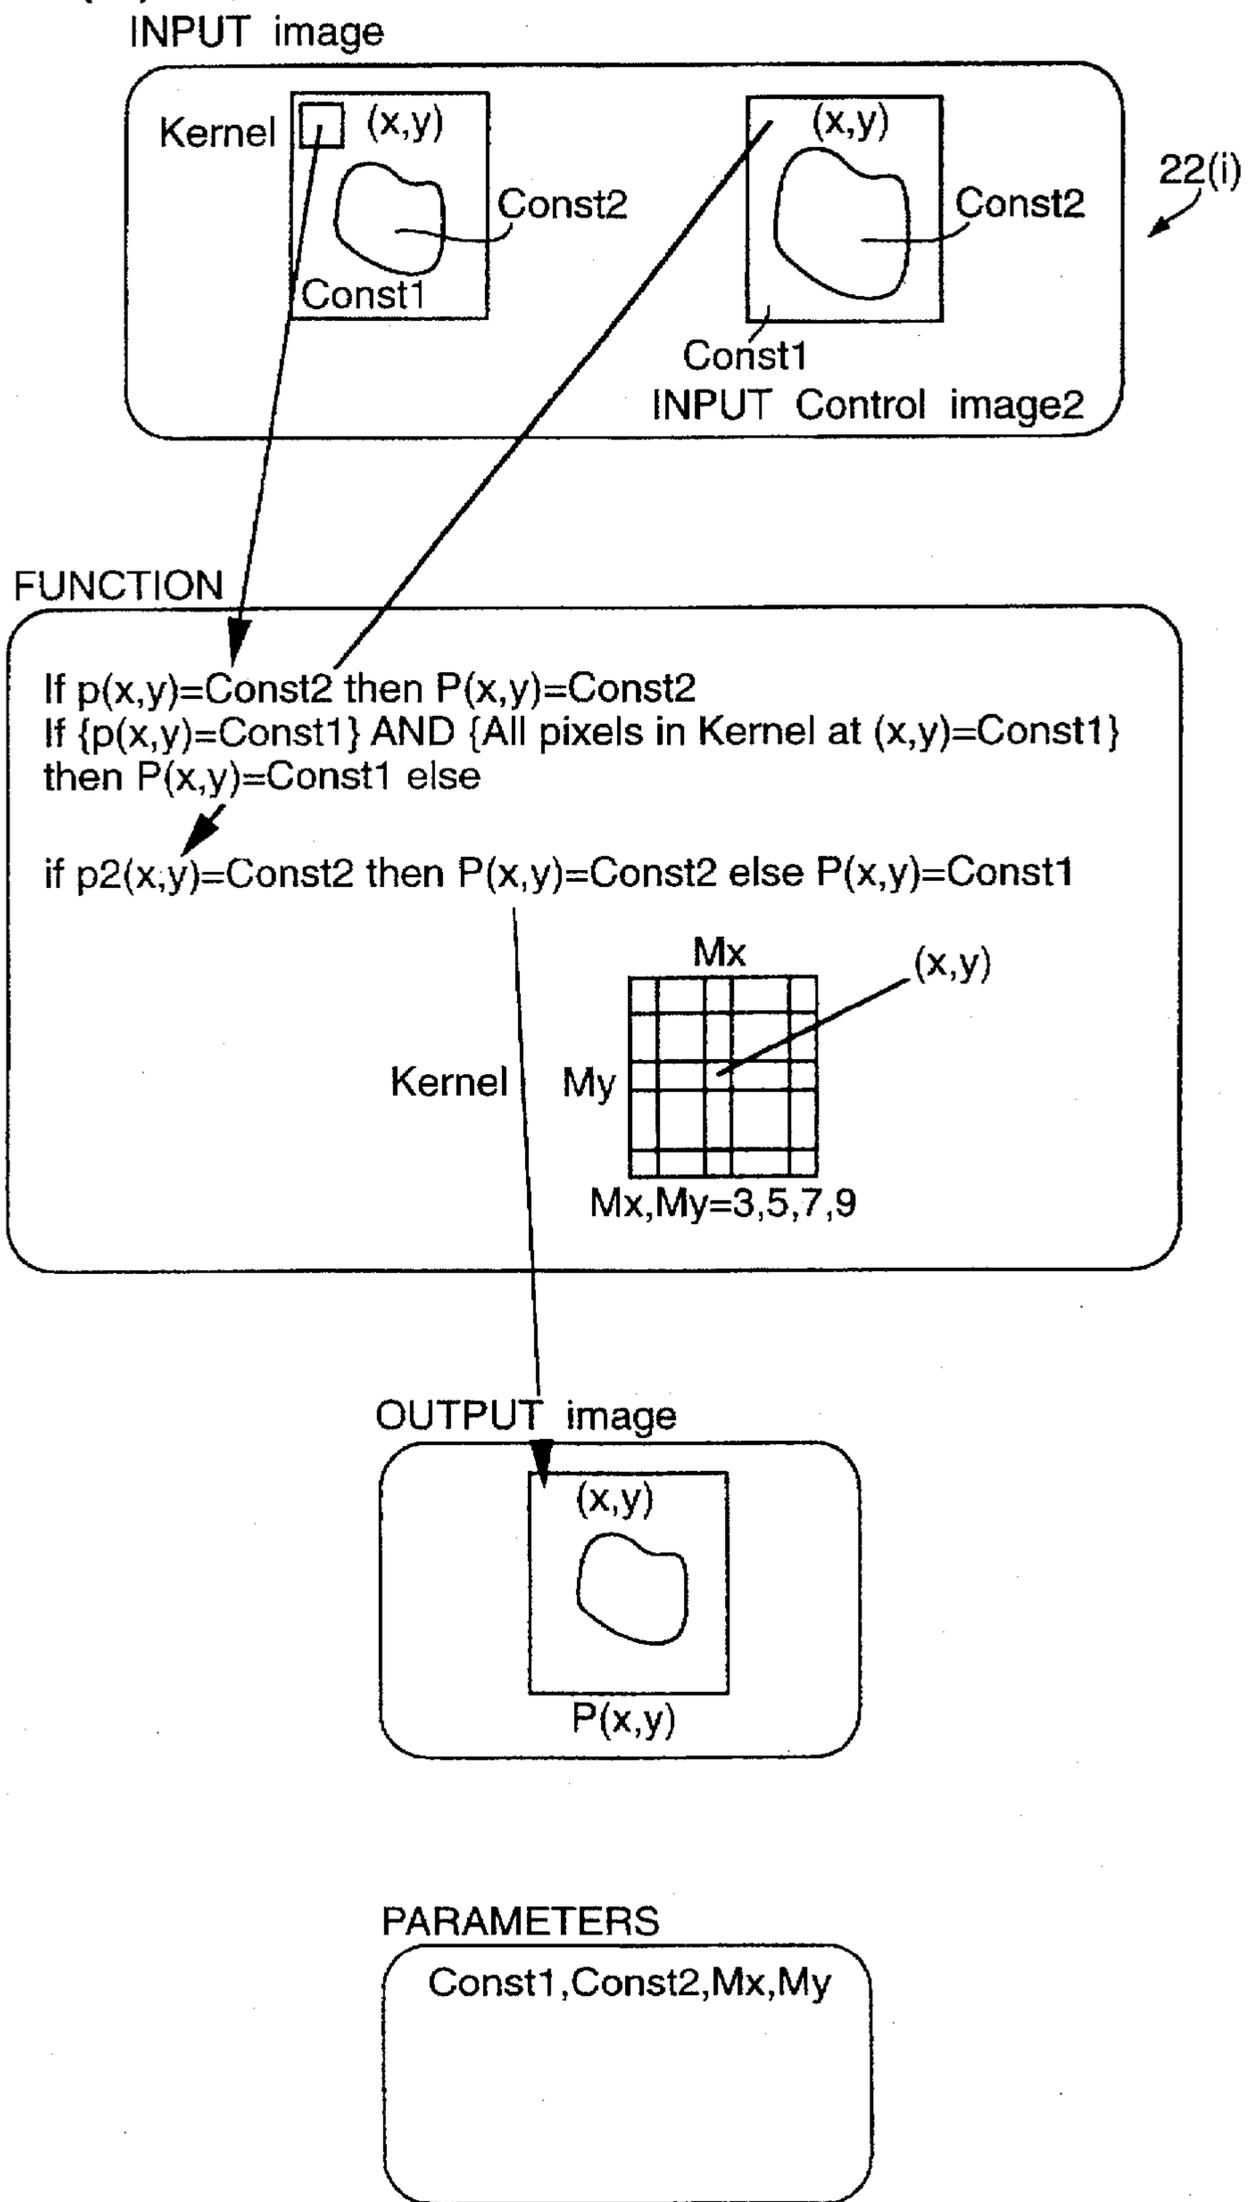 INPUT image
Kernel
(x,y)
Const2
Const1
(x,y)
Const2
Const1
INPUT Control image2
22(i)
FUNCTION
If p(x,y)=Const2 then P(x,y)=Const2
If {p(x,y)=Const1} AND {All pixels in Kernel at (x,y)=Const1}
then P(x,y)=Const1 else
if p2(x,y)=Const2 then P(x,y)=Const2 else P(x,y)=Const1
Mx
(x,y)
Kernel
My
Mx,My=3,5,7,9
OUTPUT image
(x,y)
P(x,y)
PARAMETERS
Const1,Const2,Mx,My